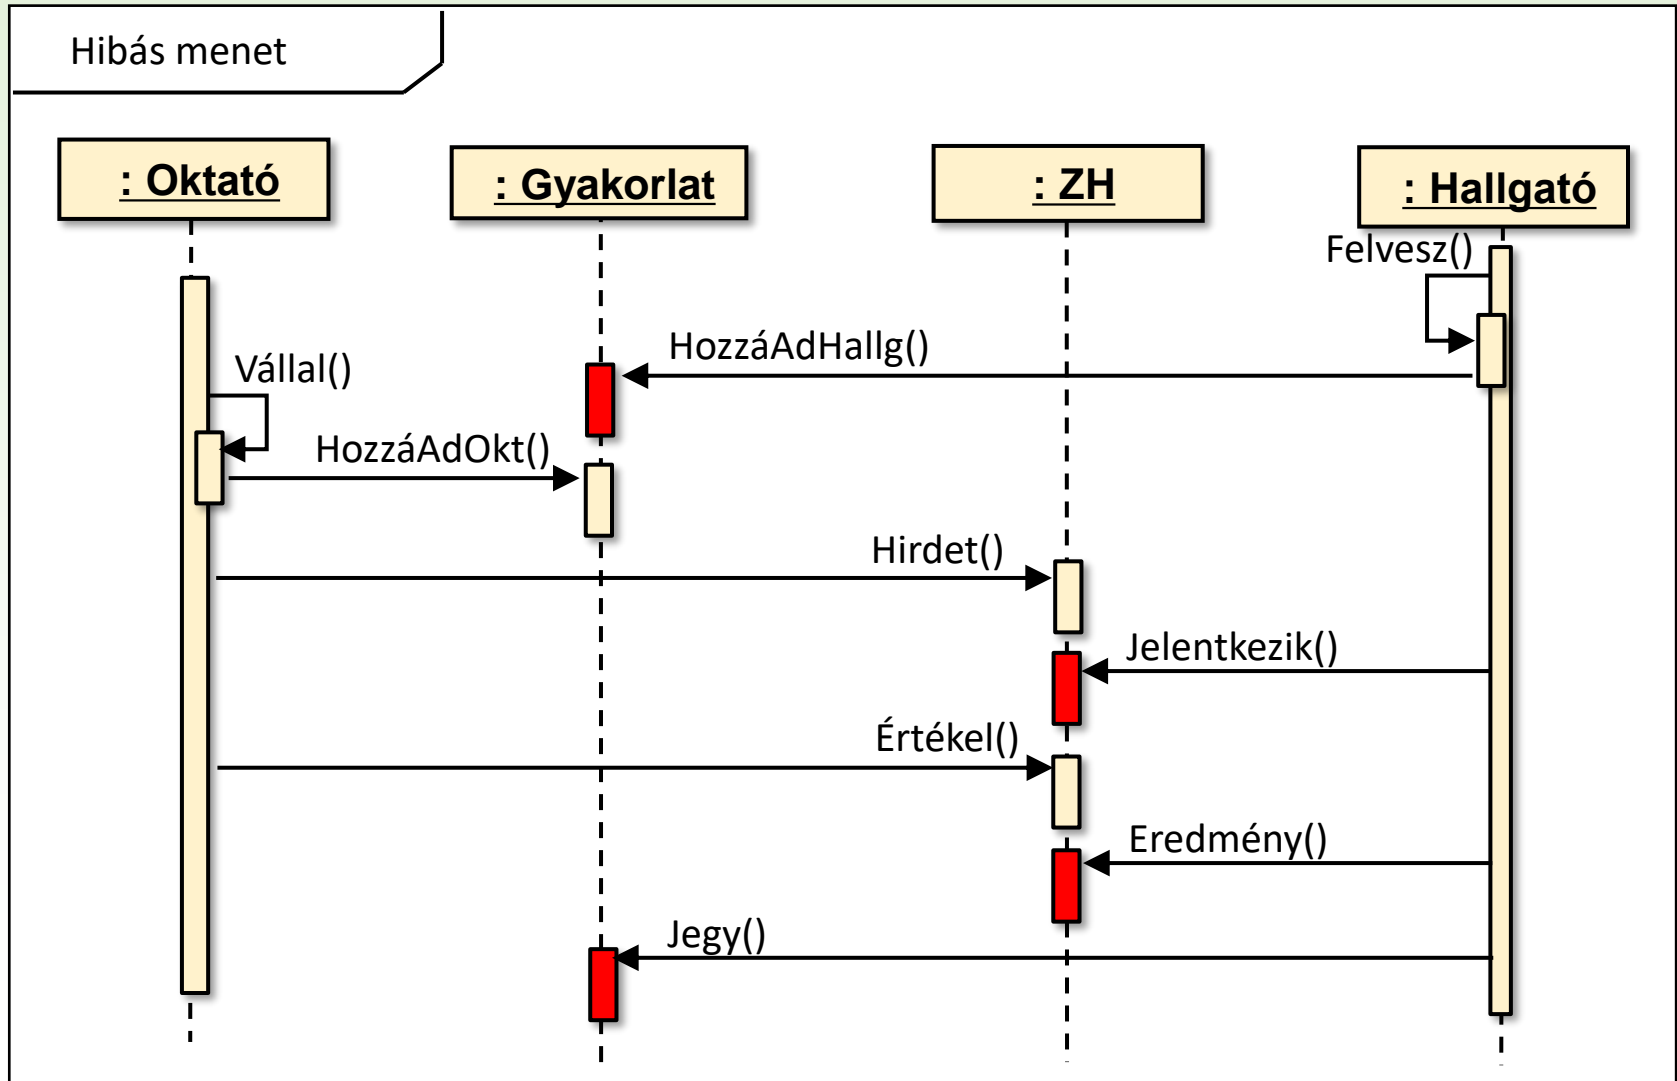 Hibás menet
: Oktató
: Gyakorlat
: ZH
: Hallgató
Felvesz()
HozzáAdHallg()
Vállal()
HozzáAdOkt()
Hirdet()
Jelentkezik()
Értékel()
Eredmény()
Jegy()